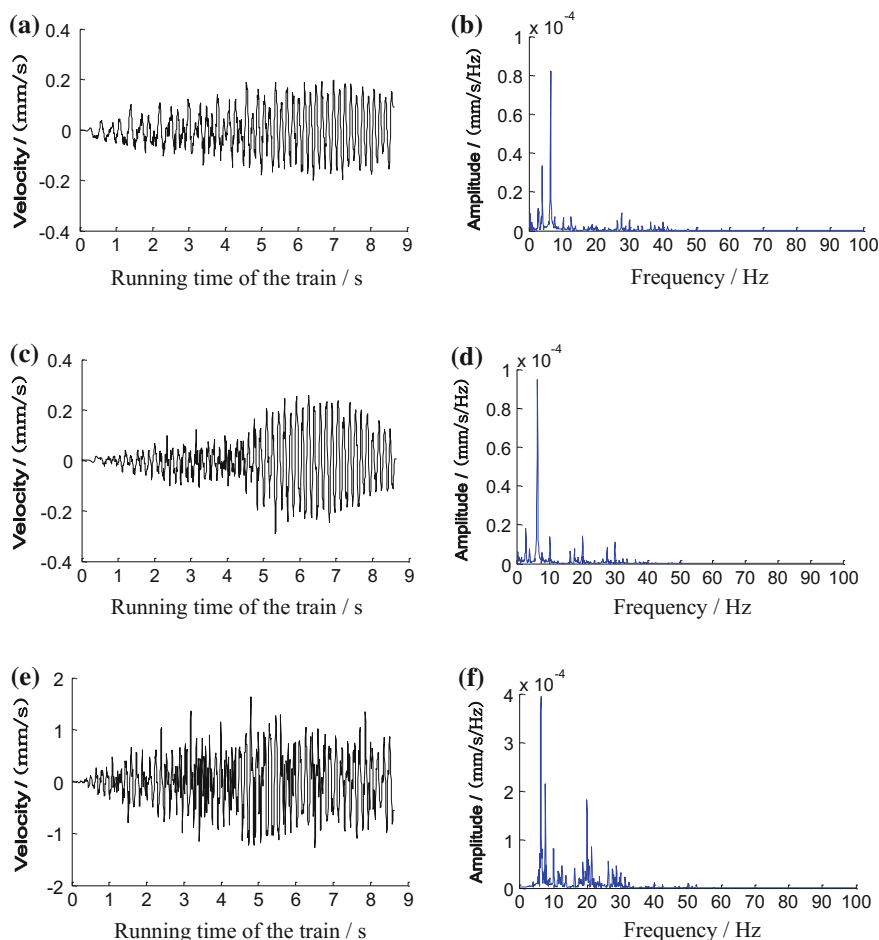 (a)
0.4
0.2
0
-0.2
-0.4
Velocity / (mm/s)
0 1 2 3 4 5 6 7 8 9
Running time of the train / s
(b)
1 x 10-4
0.8
0.6
0.4
0.2
0
Amplitude / (mm/s/Hz)
0 10 20 30 40 50 60 70 80 90 100
Frequency / Hz
(c)
0.4
0.2
0
-0.2
-0.4
Velocity / (mm/s)
0 1 2 3 4 5 6 7 8 9
Running time of the train / s
(d)
1 x 10-4
0.8
0.6
0.4
0.2
0
Amplitude / (mm/s/Hz)
0 10 20 30 40 50 60 70 80 90 100
Frequency / Hz
(e)
2
1
0
-1
-2
Velocity / (mm/s)
0 1 2 3 4 5 6 7 8 9
Running time of the train / s
(f)
4 x 10-4
3
2
1
0
Amplitude / (mm/s/Hz)
0 10 20 30 40 50 60 70 80 90 100
Frequency / Hz